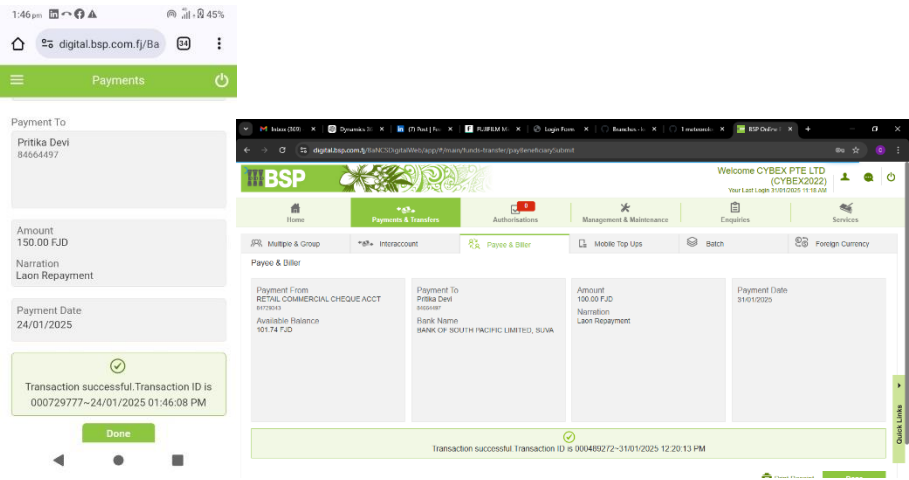 1:46 pm
45%
digital.bsp.com.fj/Ba
34
Payments
Payment To
Pritika Devi
84664497
Amount
150.00 FJD
Narration
Laon Repayment
Payment Date
24/01/2025
Transaction successful.Transaction ID is
000729777~24/01/2025 01:46:08 PM
Done
Inbox (369)
(7) Post | Fe
FUJIFILM M
Login Form
Branches
BSP Online
digital.bsp.com.fj/BaNCSDigitalWeb/app/#/main/funds-transfer/payBeneficiarySubmit
BSP
Welcome CYBEX PTE LTD
(CYBEX2022)
Your Last Login 31/01/2025 11:18 AM
Home
Payments & Transfers
0
Authorisations
Management & Maintenance
Enquiries
Services
Multiple & Group
Interaccount
Payee & Biller
Mobile Top Ups
Batch
Foreign Currency
Payee & Biller
Payment From
RETAIL COMMERCIAL CHEQUE ACCT
Available Balance
101.74 FJD
Payment To
Pritika Devi
84664497
Bank Name
BANK OF SOUTH PACIFIC LIMITED, SUVA
Amount
100.00 FJD
Narration
Laon Repayment
Payment Date
31/01/2025
Quick Links
Transaction successful.Transaction ID is 000489272~31/01/2025 12:20:13 PM